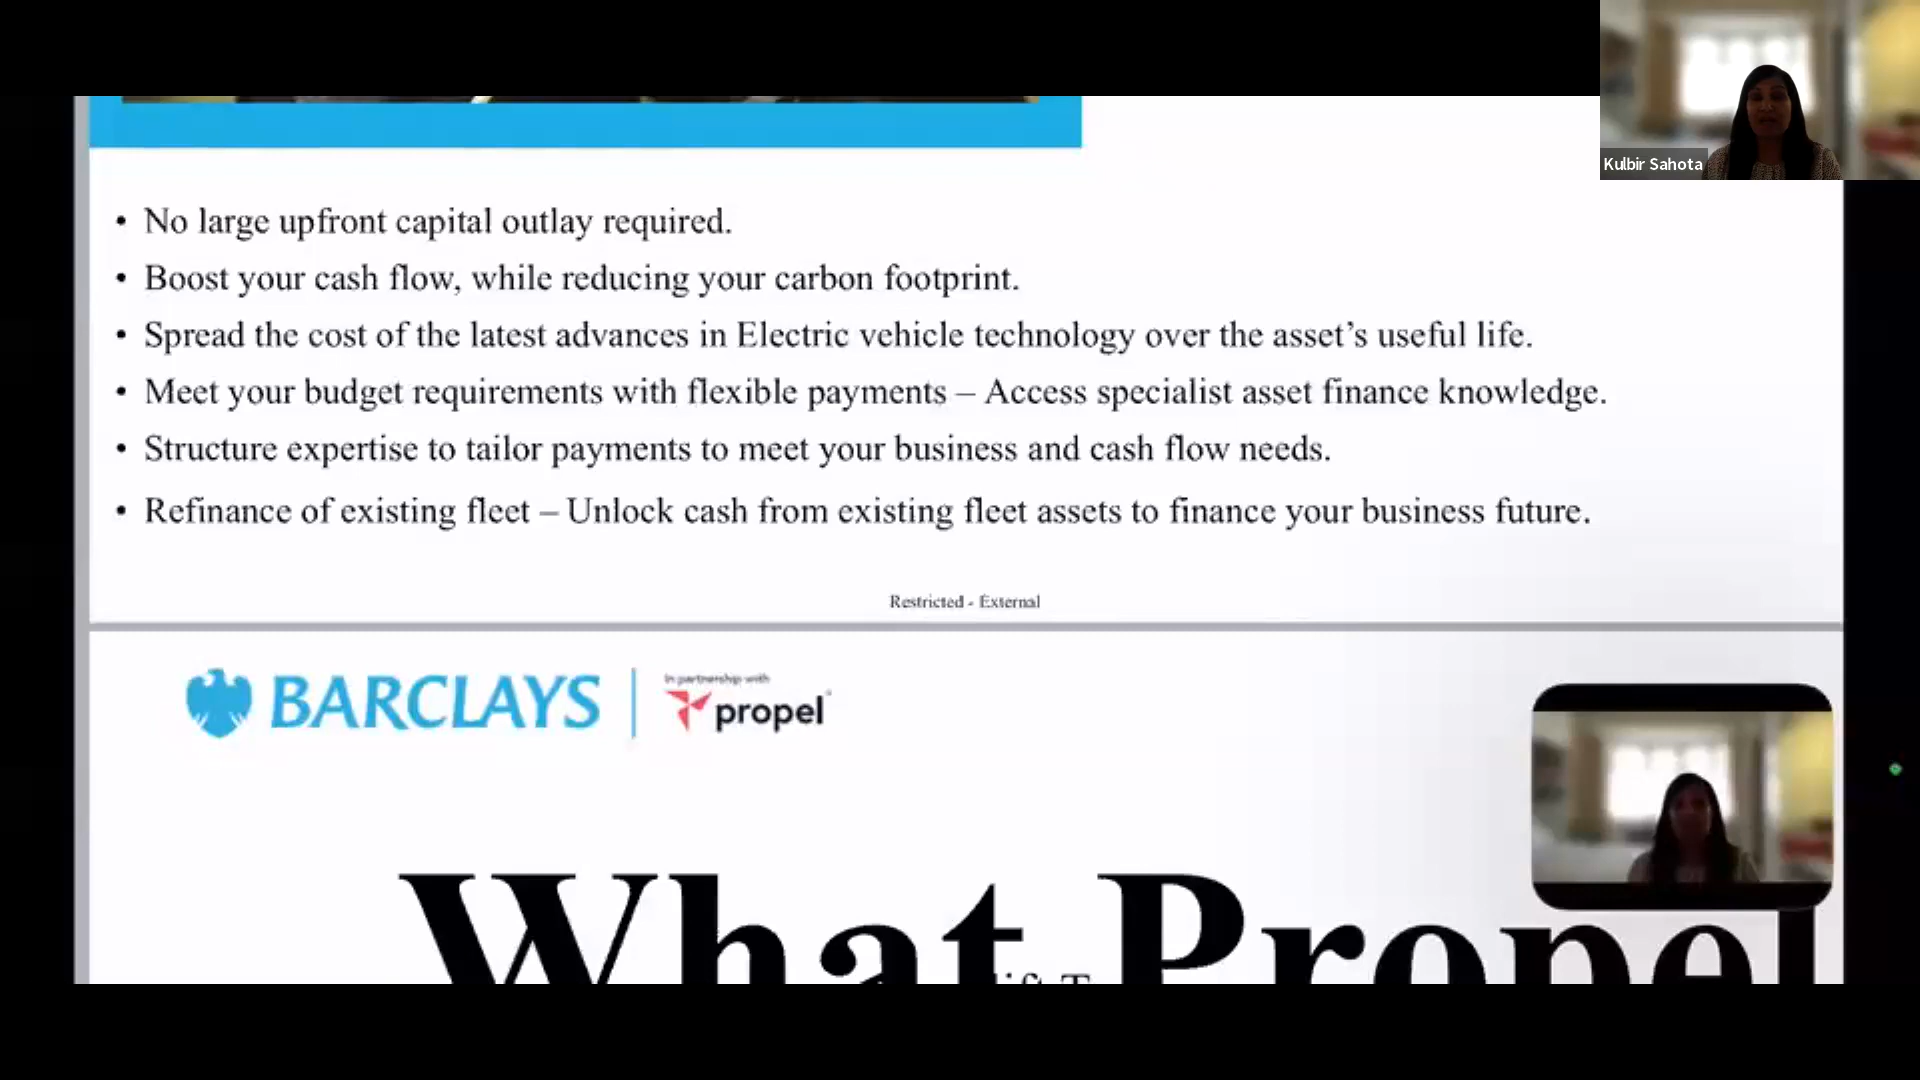 Kulbir Sahota
• No large upfront capital outlay required.
• Boost your cash flow, while reducing your carbon footprint.
• Spread the cost of the latest advances in Electric vehicle technology over the asset’s useful life.
• Meet your budget requirements with flexible payments – Access specialist asset finance knowledge.
• Structure expertise to tailor payments to meet your business and cash flow needs.
• Refinance of existing fleet – Unlock cash from existing fleet assets to finance your business future.
Restricted - External
BARCLAYS
In partnership with
propel
What Propel